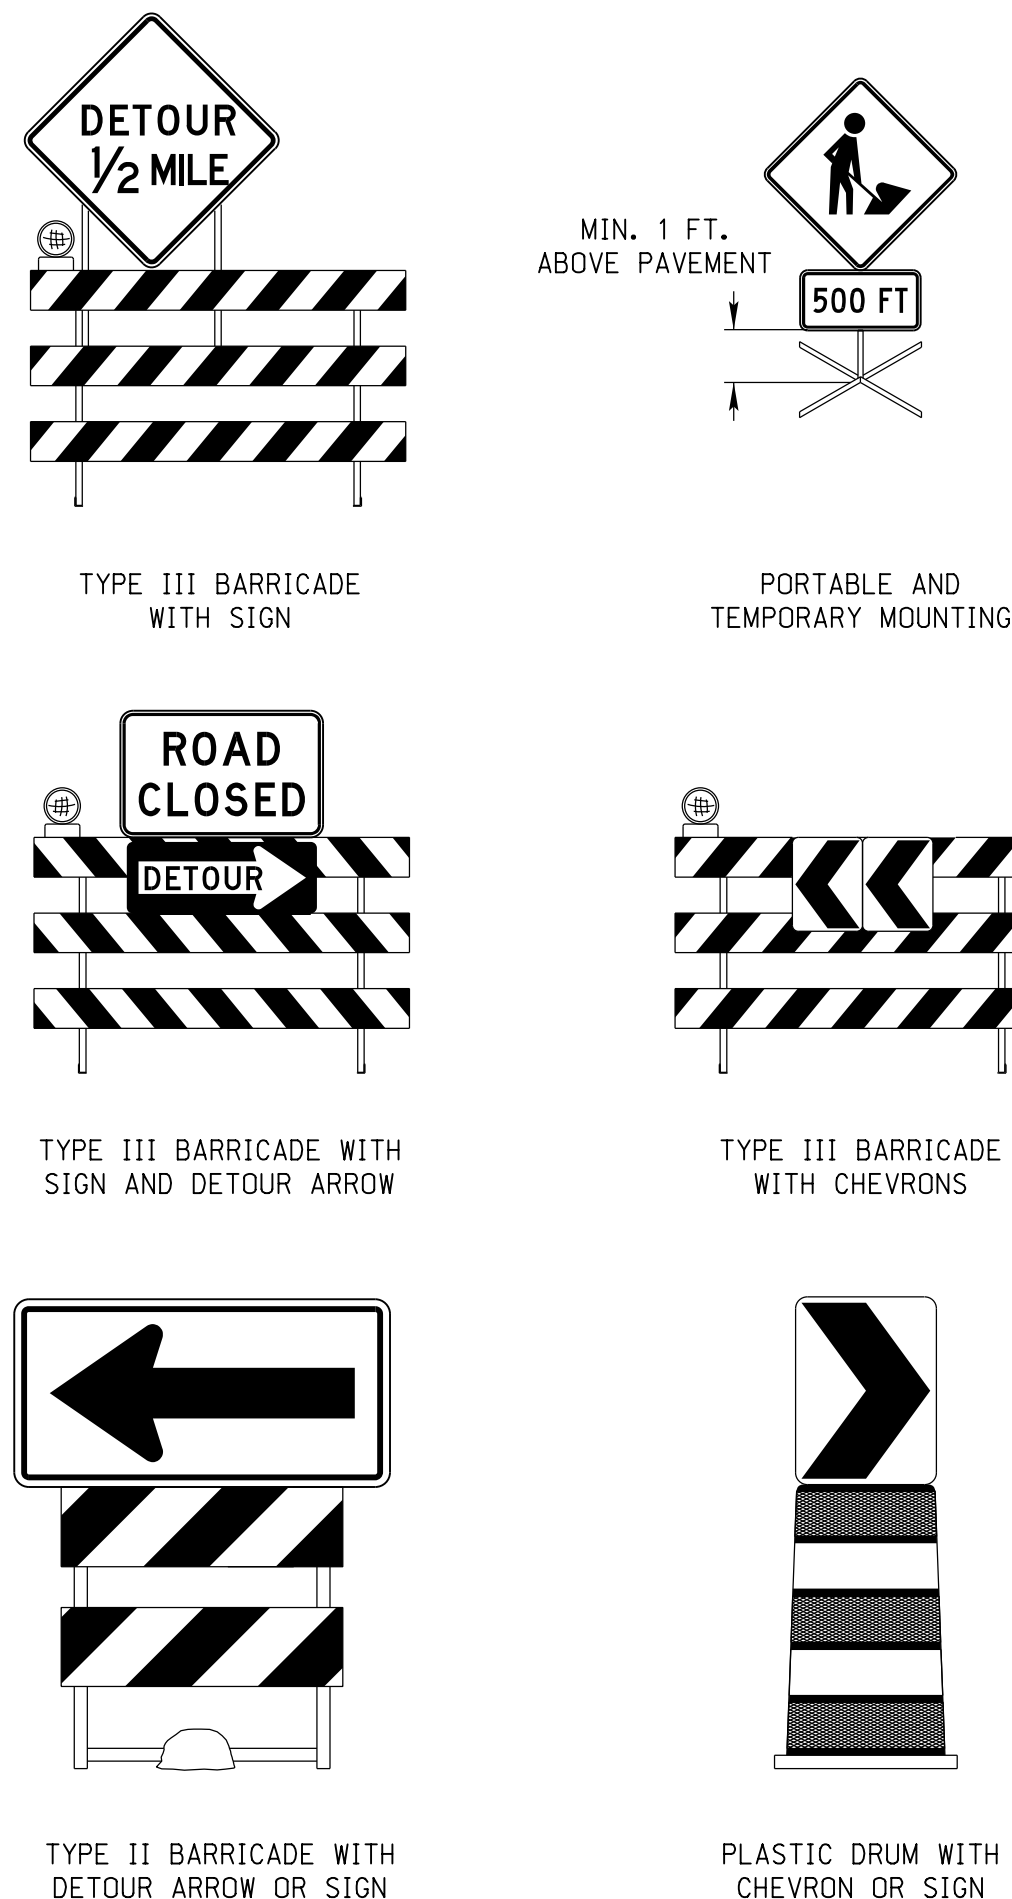 DETOUR
1/2 MILE
MIN. 1 FT.
ABOVE PAVEMENT
500 FT
TYPE III BARRICADE
WITH SIGN
PORTABLE AND
TEMPORARY MOUNTING
ROAD
CLOSED
DETOUR
TYPE III BARRICADE WITH
SIGN AND DETOUR ARROW
TYPE III BARRICADE
WITH CHEVRONS
TYPE II BARRICADE WITH
DETOUR ARROW OR SIGN
PLASTIC DRUM WITH
CHEVRON OR SIGN